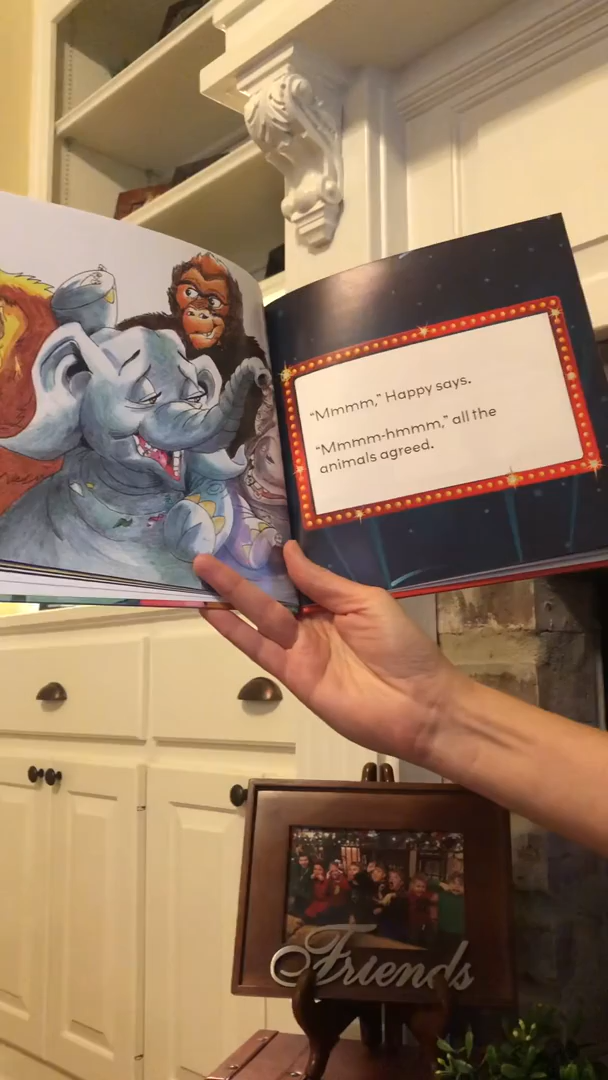 “Mmmm,” Happy says.
“Mmmm-hmmm,” all the
animals agreed.
Friends